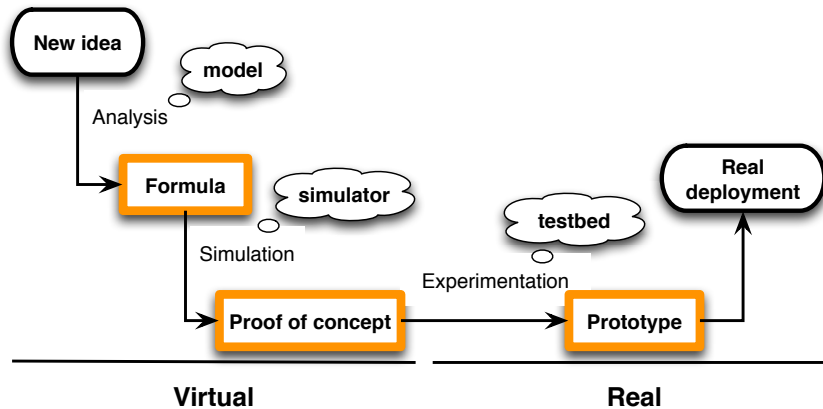 New idea
model
Analysis
Formula
simulator
Simulation
Real
deployment
testbed
Experimentation
Proof of concept
Prototype
Virtual
Real